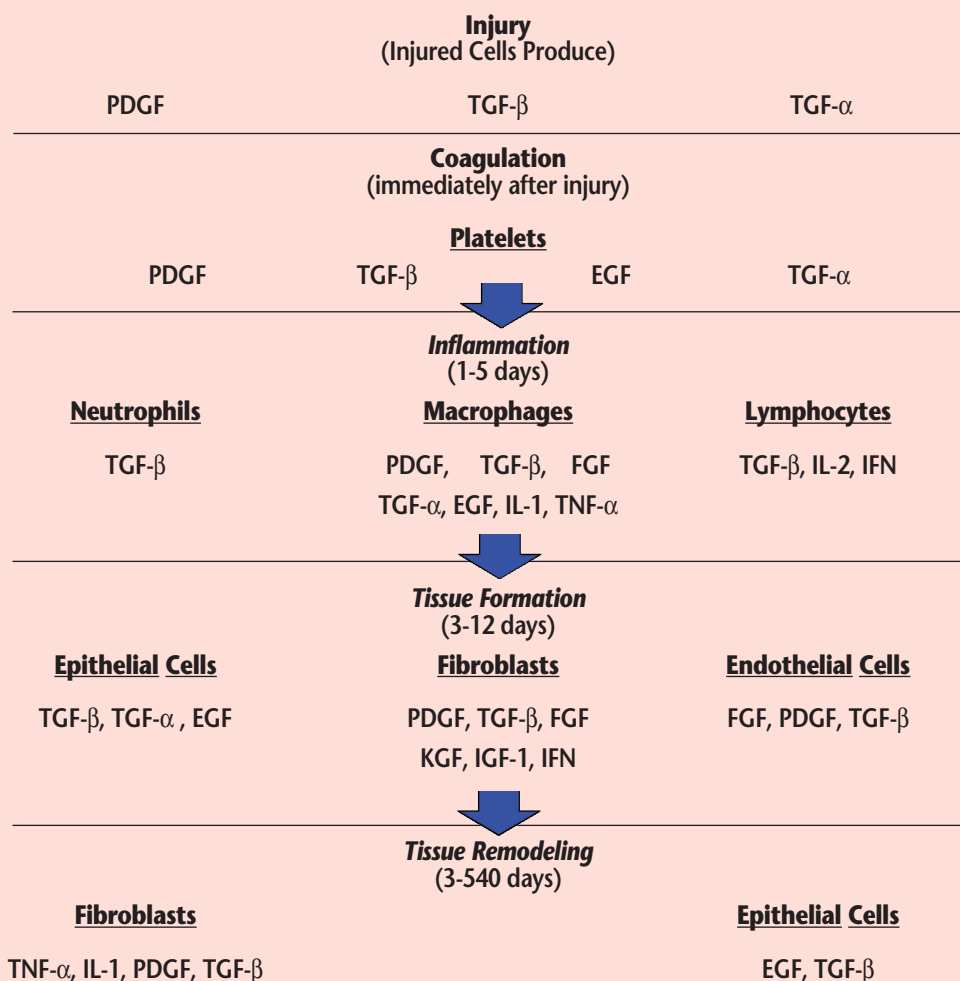 Injury
(Injured Cells Produce)
PDGF TGF-β TGF-α
Coagulation
(immediately after injury)
Platelets
PDGF TGF-β EGF TGF-α
Inflammation
(1-5 days)
Neutrophils Macrophages Lymphocytes
TGF-β PDGF, TGF-β, FGF TGF-β, IL-2, IFN
TGF-α, EGF, IL-1, TNF-α
Tissue Formation
(3-12 days)
Epithelial Cells Fibroblasts Endothelial Cells
TGF-β, TGF-α , EGF PDGF, TGF-β, FGF FGF, PDGF, TGF-β
KGF, IGF-1, IFN
Tissue Remodeling
(3-540 days)
Fibroblasts Epithelial Cells
TNF-α, IL-1, PDGF, TGF-β EGF, TGF-β